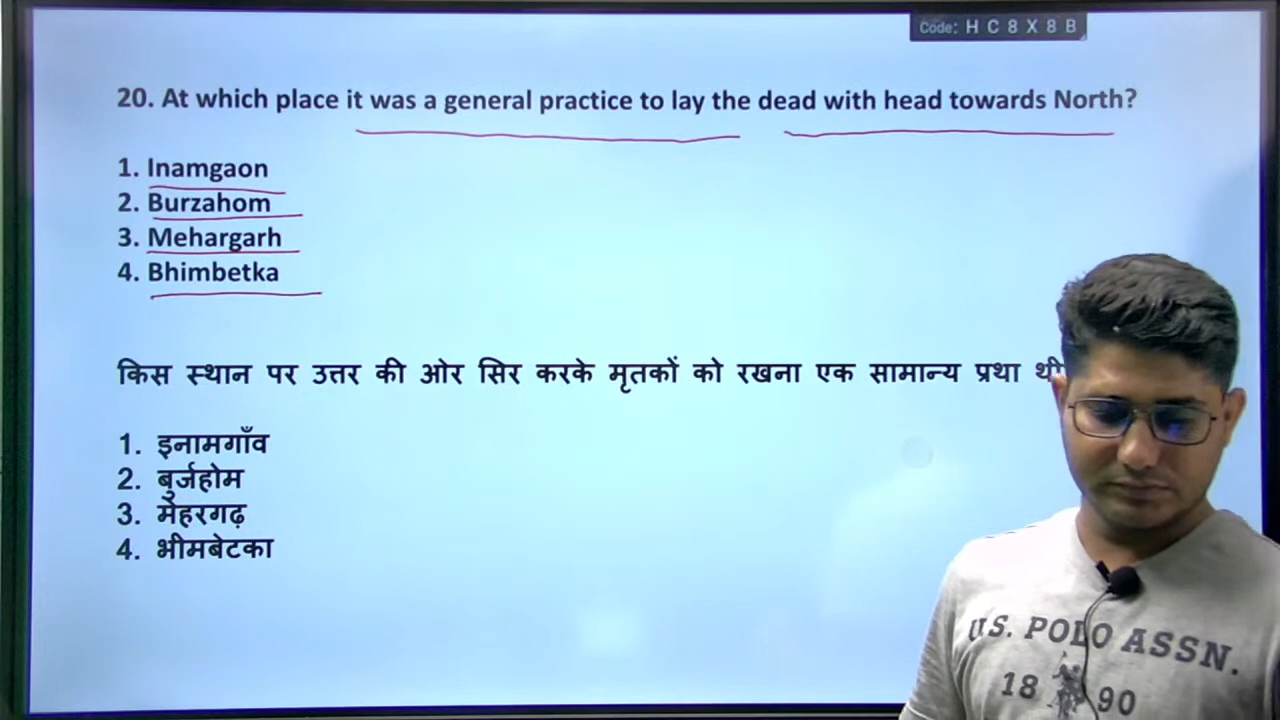 Code: H C 8 X 8 B
20. At which place it was a general practice to lay the dead with head towards North?
1. Inamgaon
2. Burzahom
3. Mehargarh
4. Bhimbetka
किस स्थान पर उत्तर की ओर सिर करके मृतकों को रखना एक सामान्य प्रथा थी
1. इनामगाँव
2. बुर्जहोम
3. मेहरगढ़
4. भीमबेटका
U.S. POLO ASSN.
18 90